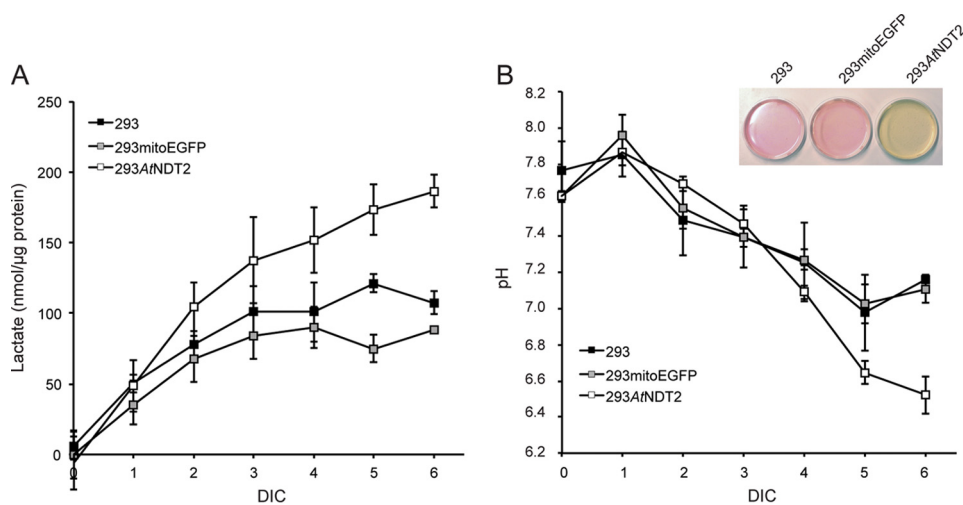 A
Lactate (nmol/µg protein)
250
200
150
100
50
0
293
293mitoEGFP
293AtNDT2
0 1 2 3 4 5 6
DIC
B
293
293mitoEGFP
293AtNDT2
pH
8.2
8.0
7.8
7.6
7.4
7.2
7.0
6.8
6.6
6.4
6.2
293
293mitoEGFP
293AtNDT2
0 1 2 3 4 5 6
DIC